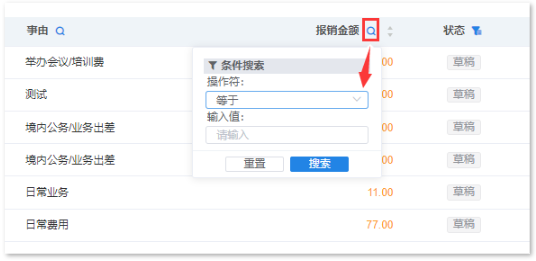 事由 报销金额 状态
举办会议/培训费 .00 草稿
条件搜索
操作符：
测试 .00 草稿
等于
输入值：
境内公务/业务出差 .00 草稿
请输入
境内公务/业务出差 .00 草稿
重置 搜索
日常业务 11.00 草稿
日常费用 77.00 草稿